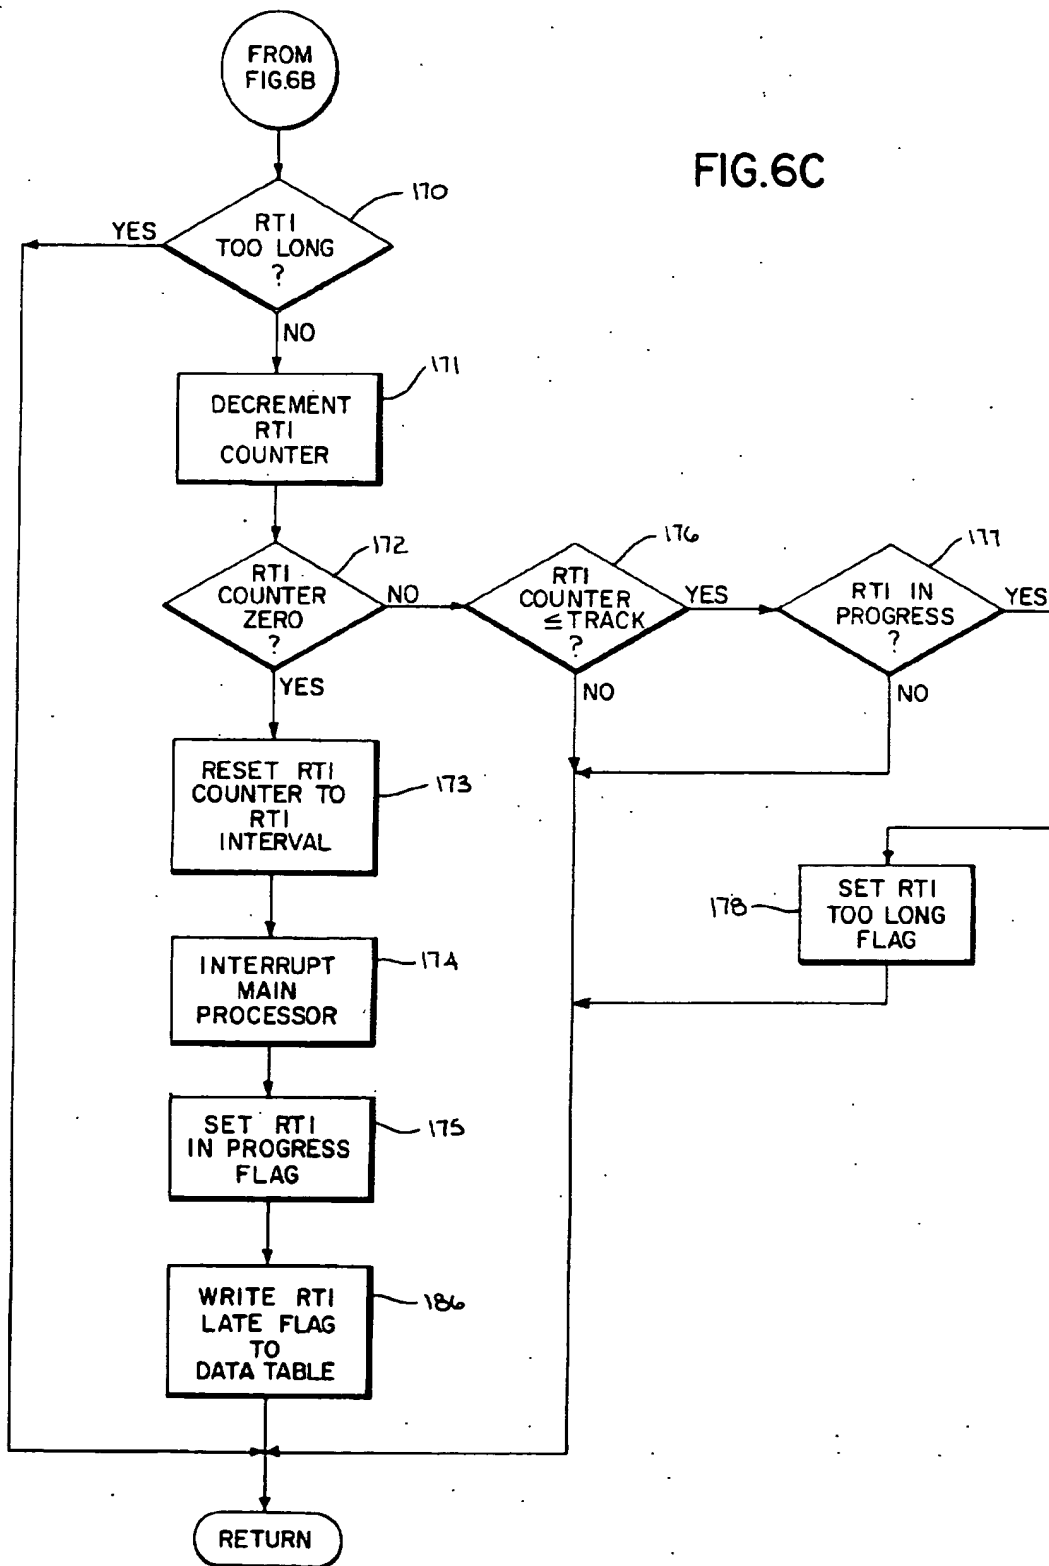 FROM
FIG.6B
FIG.6C
170
RTI
TOO LONG
?
YES
NO
171
DECREMENT
RTI
COUNTER
172
RTI
COUNTER
ZERO
?
NO
YES
176
RTI
COUNTER
≤ TRACK
?
YES
NO
177
RTI IN
PROGRESS
?
YES
NO
RESET RTI
COUNTER TO
RTI
INTERVAL
173
178
SET RTI
TOO LONG
FLAG
INTERRUPT
MAIN
PROCESSOR
174
SET RTI
IN PROGRESS
FLAG
175
WRITE RTI
LATE FLAG
TO
DATA TABLE
186
RETURN